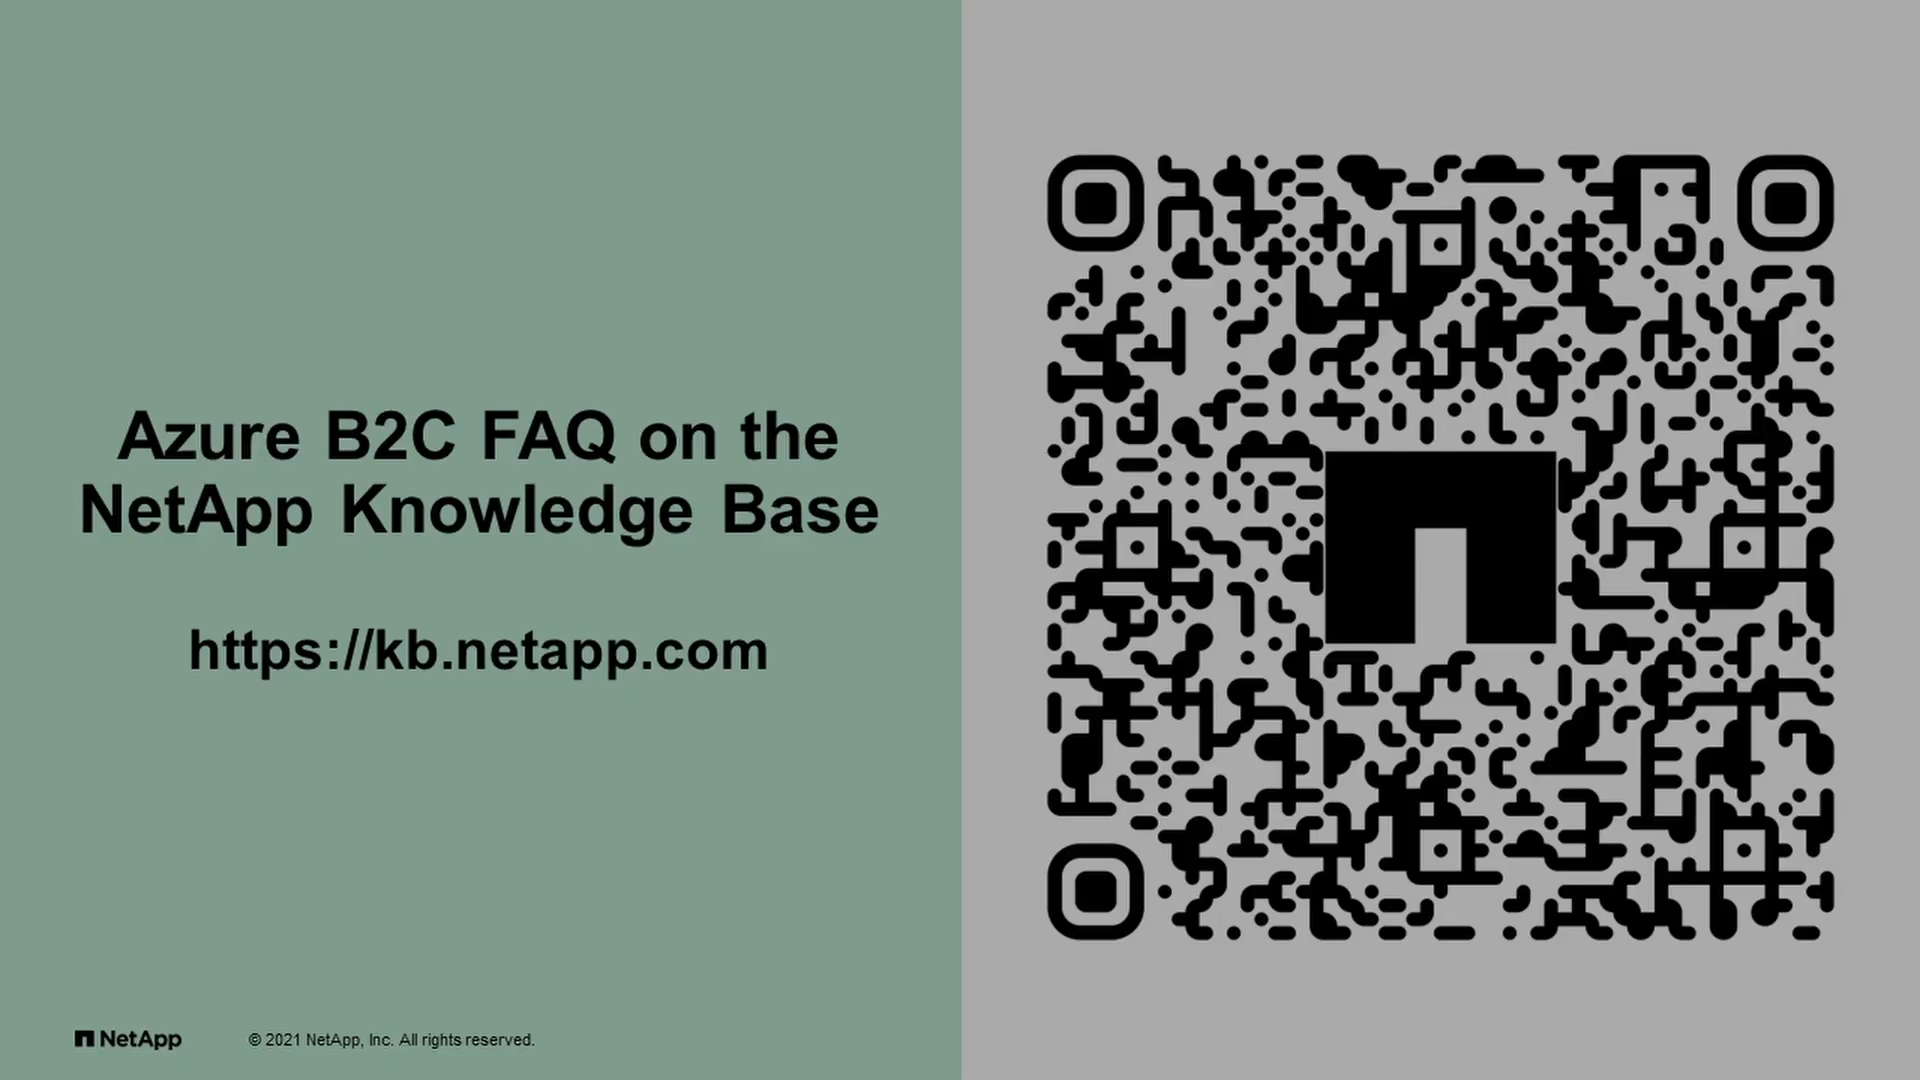 Azure B2C FAQ on the
NetApp Knowledge Base
https://kb.netapp.com
NetApp
© 2021 NetApp, Inc. All rights reserved.